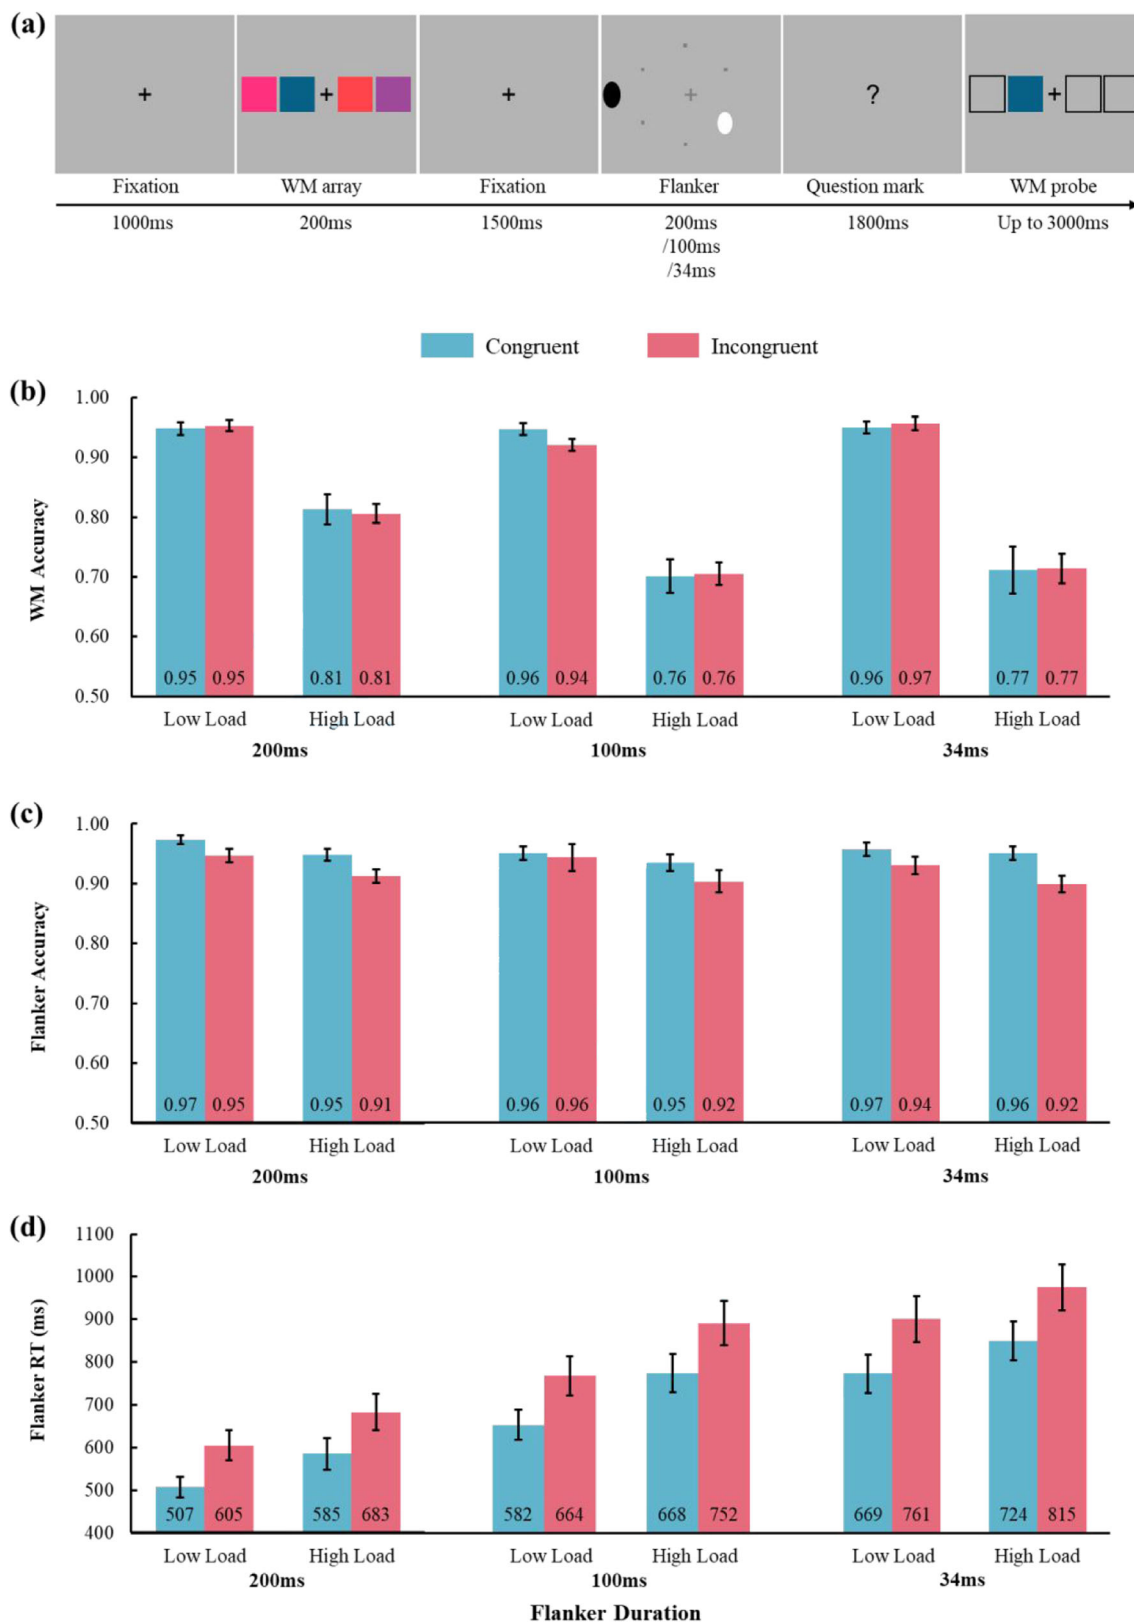 (a)
+
+
+
+
?
+
Fixation WM array Fixation Flanker Question mark WM probe
1000ms 200ms 1500ms 200ms 1800ms Up to 3000ms
/100ms
/34ms
Congruent Incongruent
(b)
WM Accuracy
1.00
0.90
0.80
0.70
0.60
0.50
0.95 0.95 0.81 0.81 0.96 0.94 0.76 0.76 0.96 0.97 0.77 0.77
Low Load High Load Low Load High Load Low Load High Load
200ms 100ms 34ms
(c)
Flanker Accuracy
1.00
0.90
0.80
0.70
0.60
0.50
0.97 0.95 0.95 0.91 0.96 0.96 0.95 0.92 0.97 0.94 0.96 0.92
Low Load High Load Low Load High Load Low Load High Load
200ms 100ms 34ms
(d)
Flanker RT (ms)
1100
1000
900
800
700
600
500
400
507 605 585 683 582 664 668 752 669 761 724 815
Low Load High Load Low Load High Load Low Load High Load
200ms 100ms 34ms
Flanker Duration